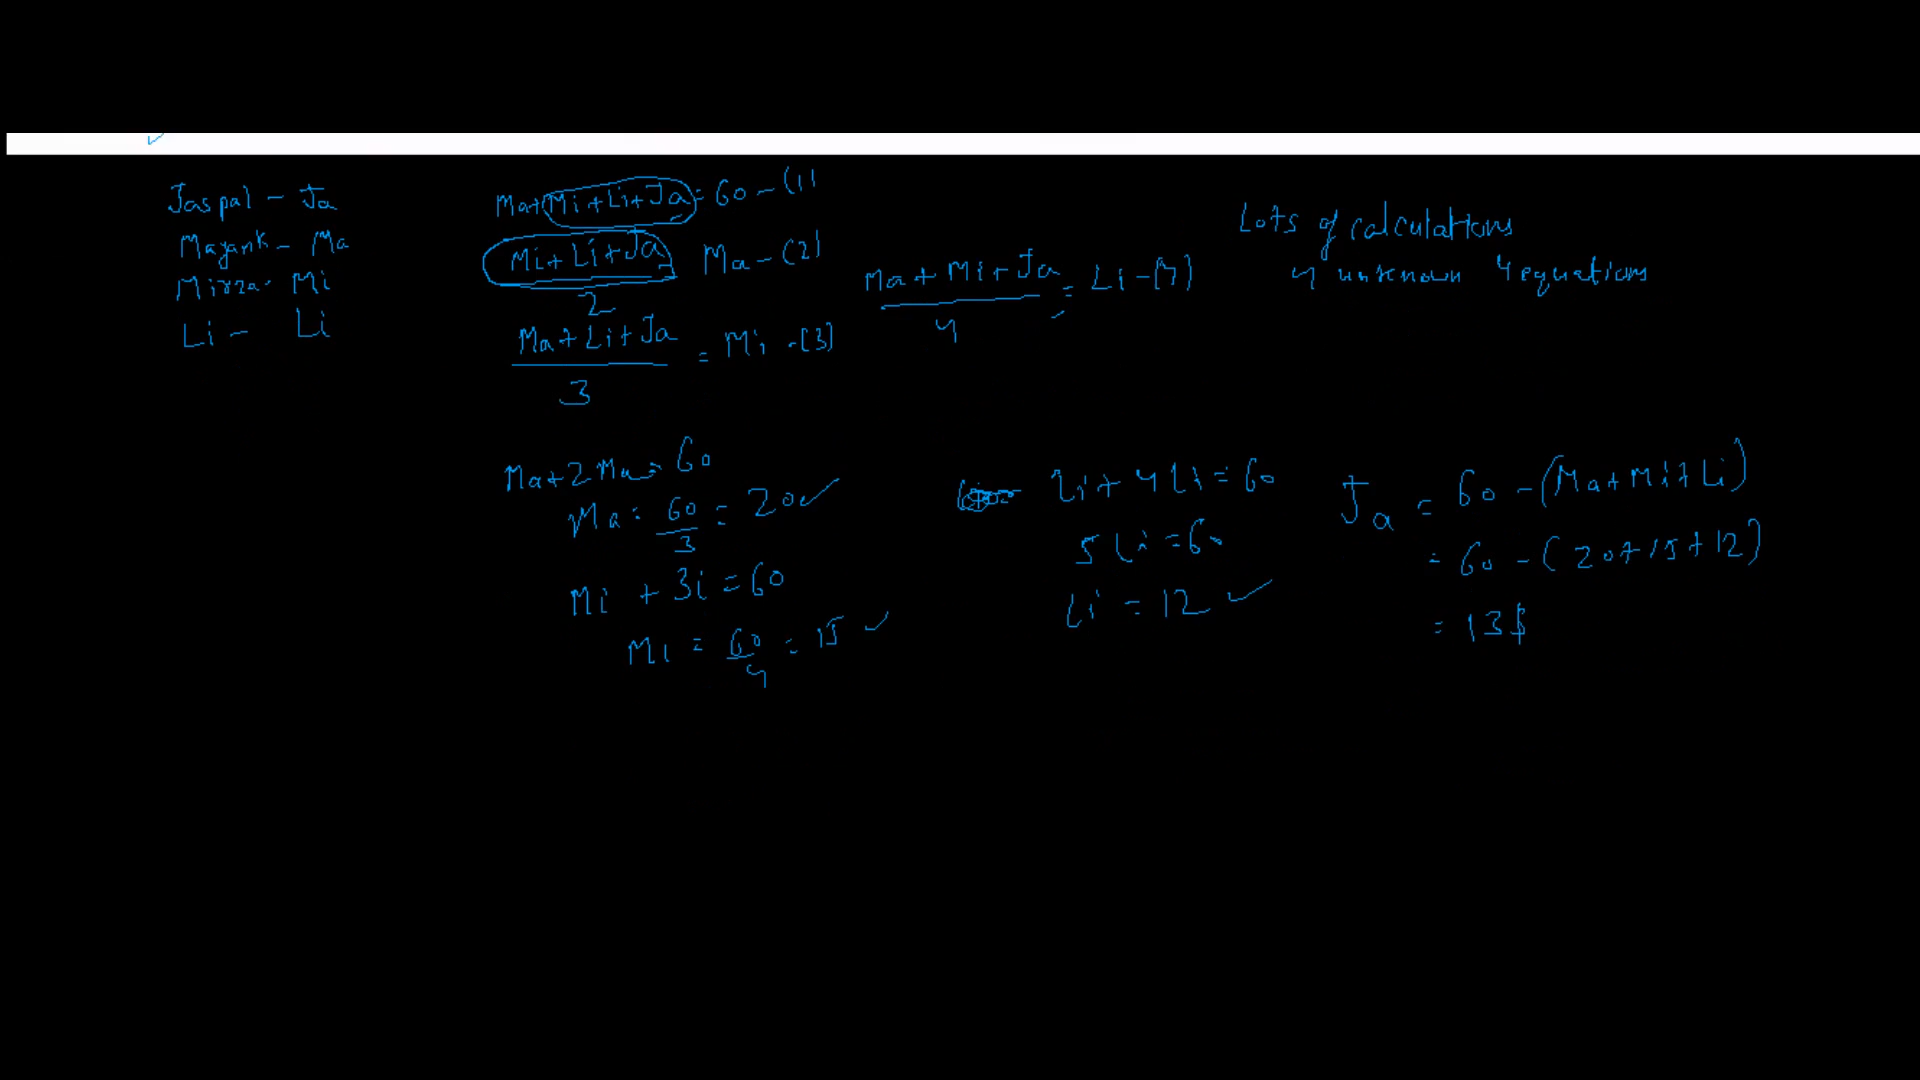 Jaspal - Ja
Mayank - Ma
Mirza - Mi
Li - Li
Ma+Mi+Li+Ja = 60 - (1)
Mi+Li+Ja
2
= Ma - (2)
Ma+Li+Ja
3
= Mi - (3)
Ma+Mi+Ja
4
= Li - (4)
Lots of calculations
4 unknown 4 equations
Ma+2Ma = 60
Ma = 60/3 = 20 ✓
Mi + 3i = 60
Mi = 60/4 = 15 ✓
Li + 4Li = 60
5Li = 60
Li = 12 ✓
Ja = 60 - (Ma+Mi+Li)
= 60 - (20+15+12)
= 13$